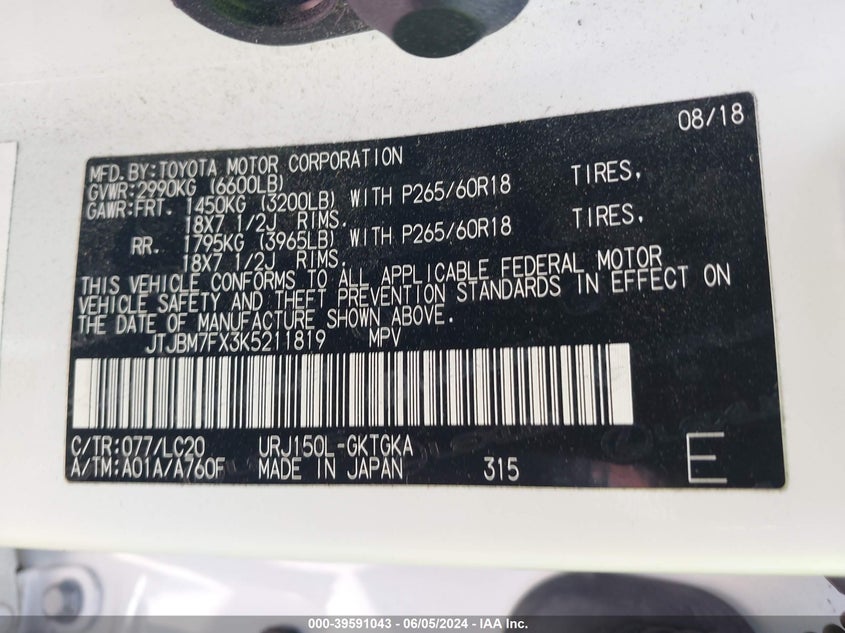 08/18
MFD. BY: TOYOTA MOTOR CORPORATION
GVWR: 2990KG (6600LB)
GAWR: FRT. 1450KG (3200LB) WITH P265/60R18 TIRES,
18X7 1/2J RIMS.
RR. 1795KG (3965LB) WITH P265/60R18 TIRES,
18X7 1/2J RIMS.
THIS VEHICLE CONFORMS TO ALL APPLICABLE FEDERAL MOTOR
VEHICLE SAFETY AND THEFT PREVENTION STANDARDS IN EFFECT ON
THE DATE OF MANUFACTURE SHOWN ABOVE.
JTJBM7FX3K5211819 MPV
C/TR: 077/LC20 URJ150L-GKTGKA
A/TM: A01A/A760F MADE IN JAPAN 315 E
000-39591043 - 06/05/2024 - IAA Inc.